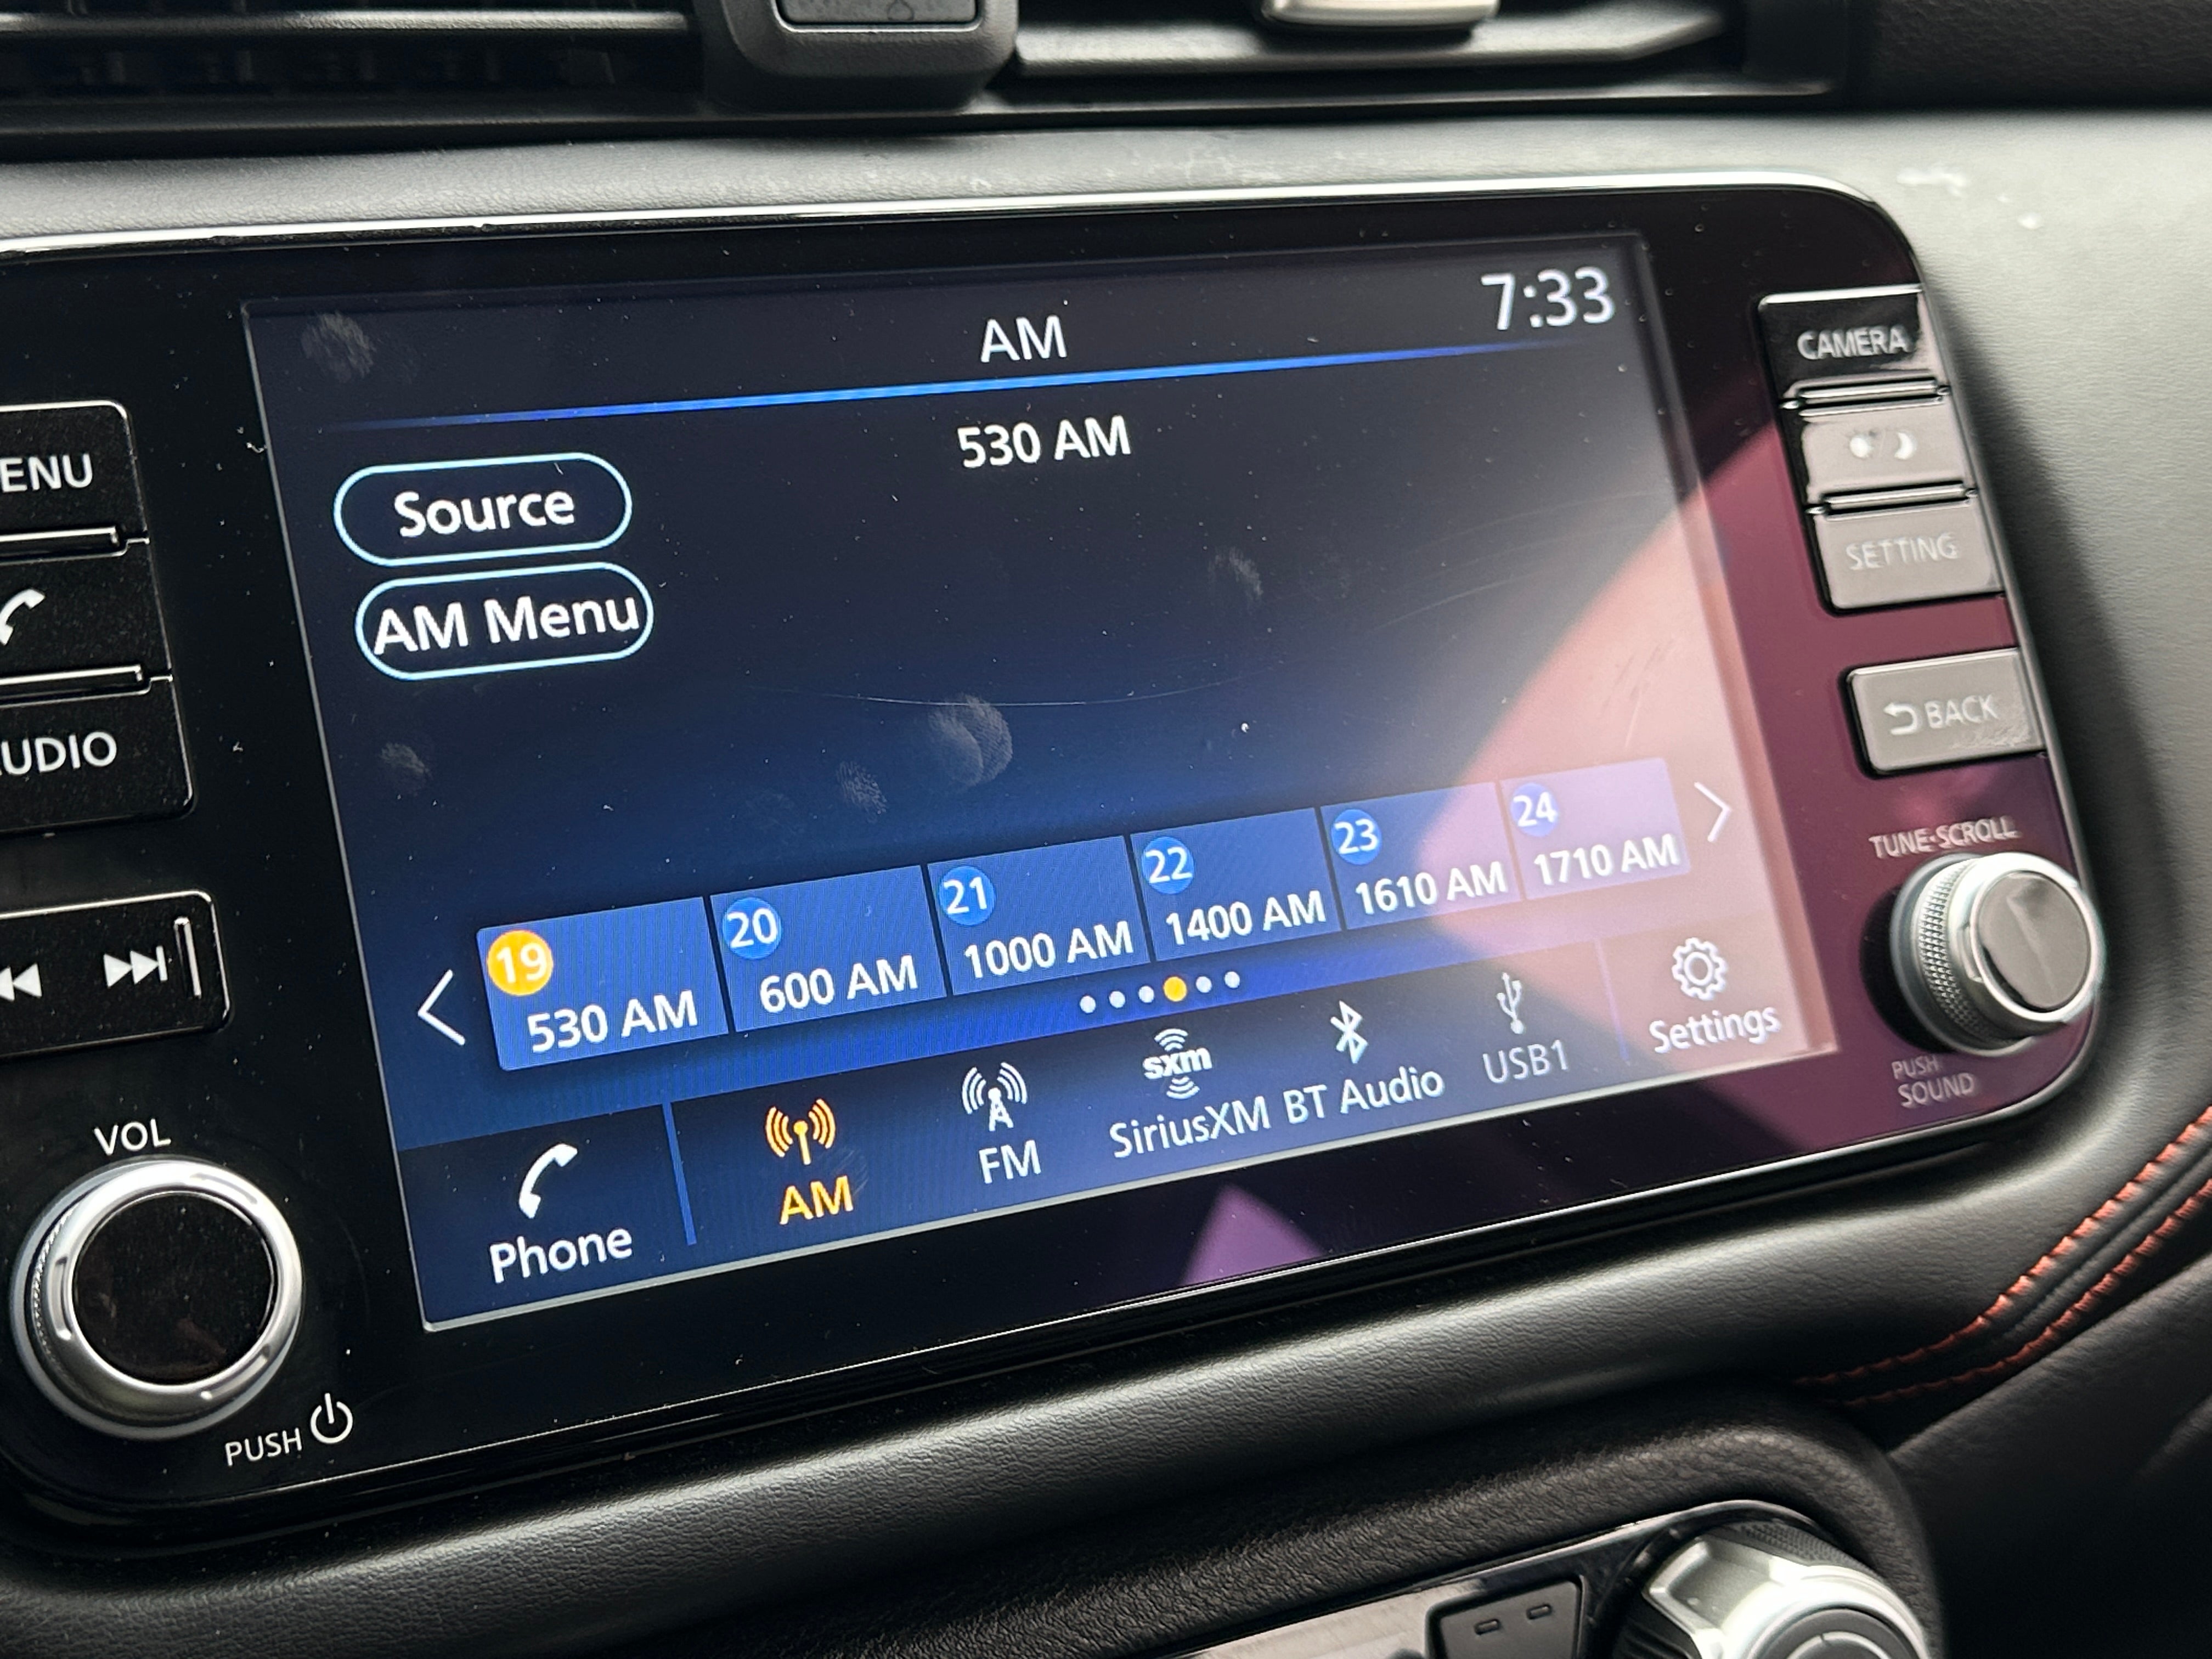 AM
7:33
530 AM
Source
AM Menu
19
530 AM
20
600 AM
21
1000 AM
22
1400 AM
23
1610 AM
24
1710 AM
Phone
AM
FM
sxm
SiriusXM
BT Audio
USB1
Settings
ENU
UDIO
VOL
PUSH
CAMERA
SETTING
BACK
TUNE·SCROLL
PUSH
SOUND